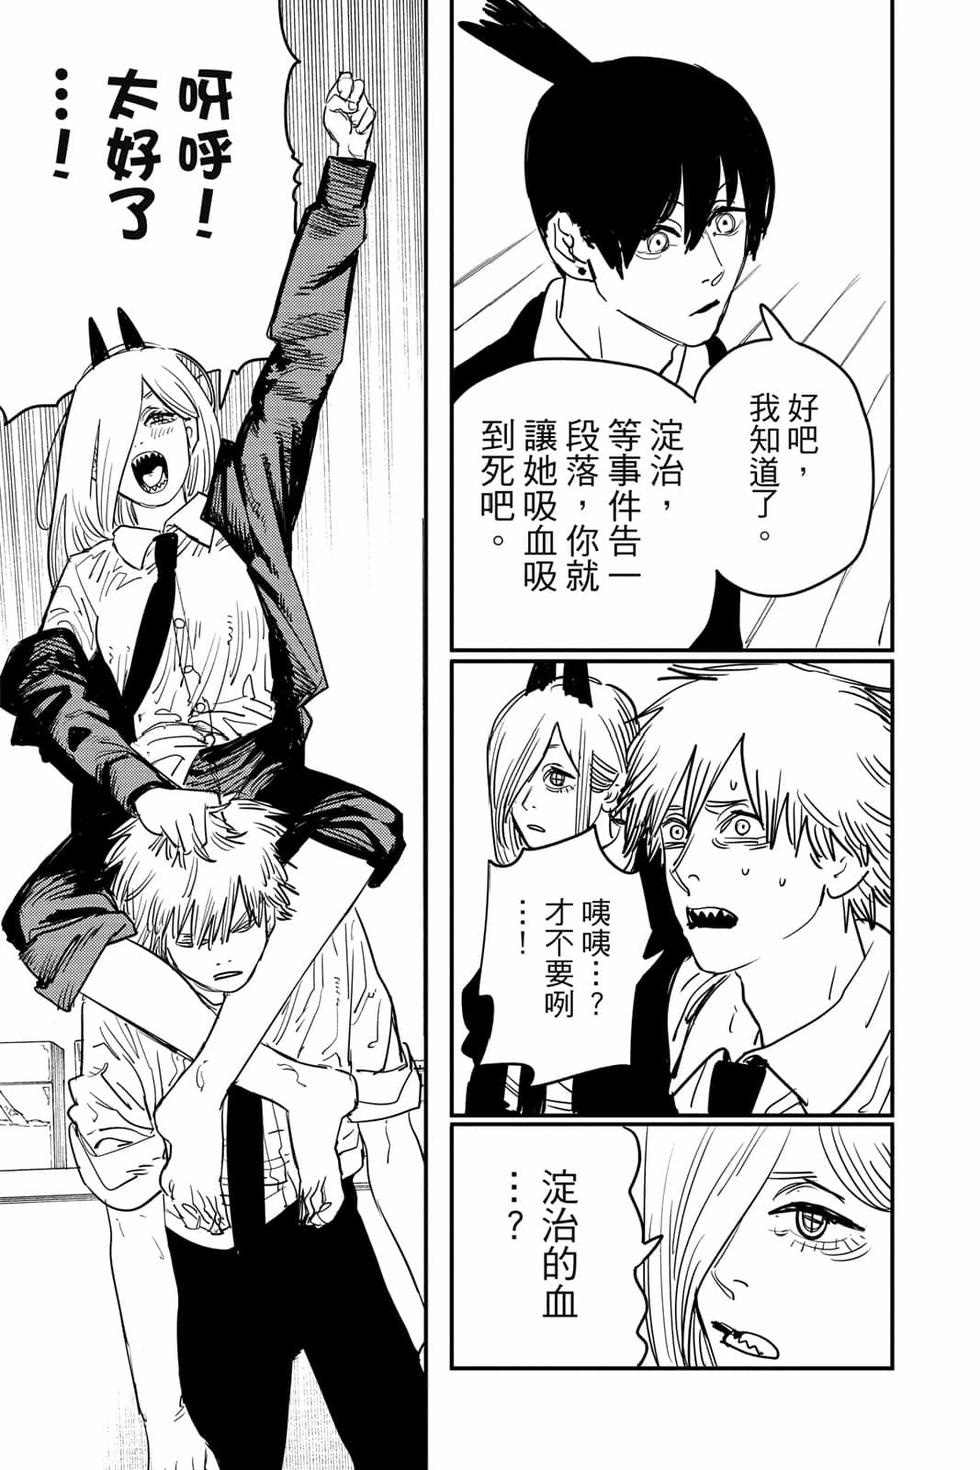 好吧，
我知道了。
淀治，
等事件告一
段落，你就
讓她吸血吸
到死吧。
咦咦…？
才不要咧
…！
淀治的血
…？
呀呼！
太好了
…！